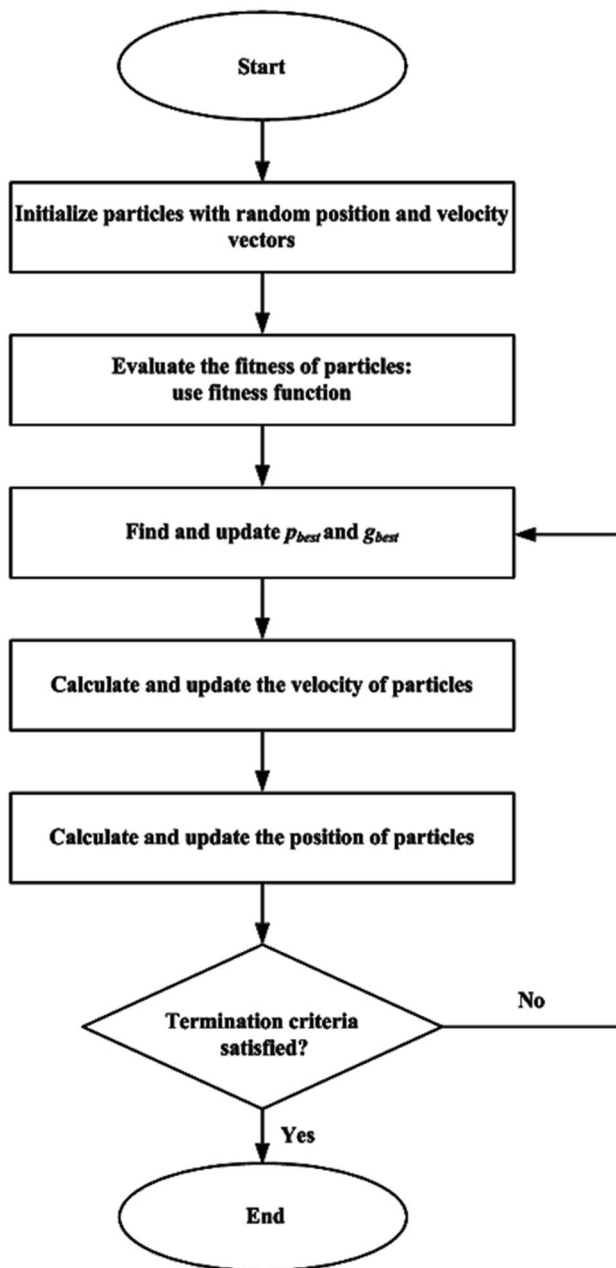 Start
Initialize particles with random position and velocity
vectors
Evaluate the fitness of particles:
use fitness function
Find and update p_best and g_best
Calculate and update the velocity of particles
Calculate and update the position of particles
Termination criteria
satisfied?
No
Yes
End